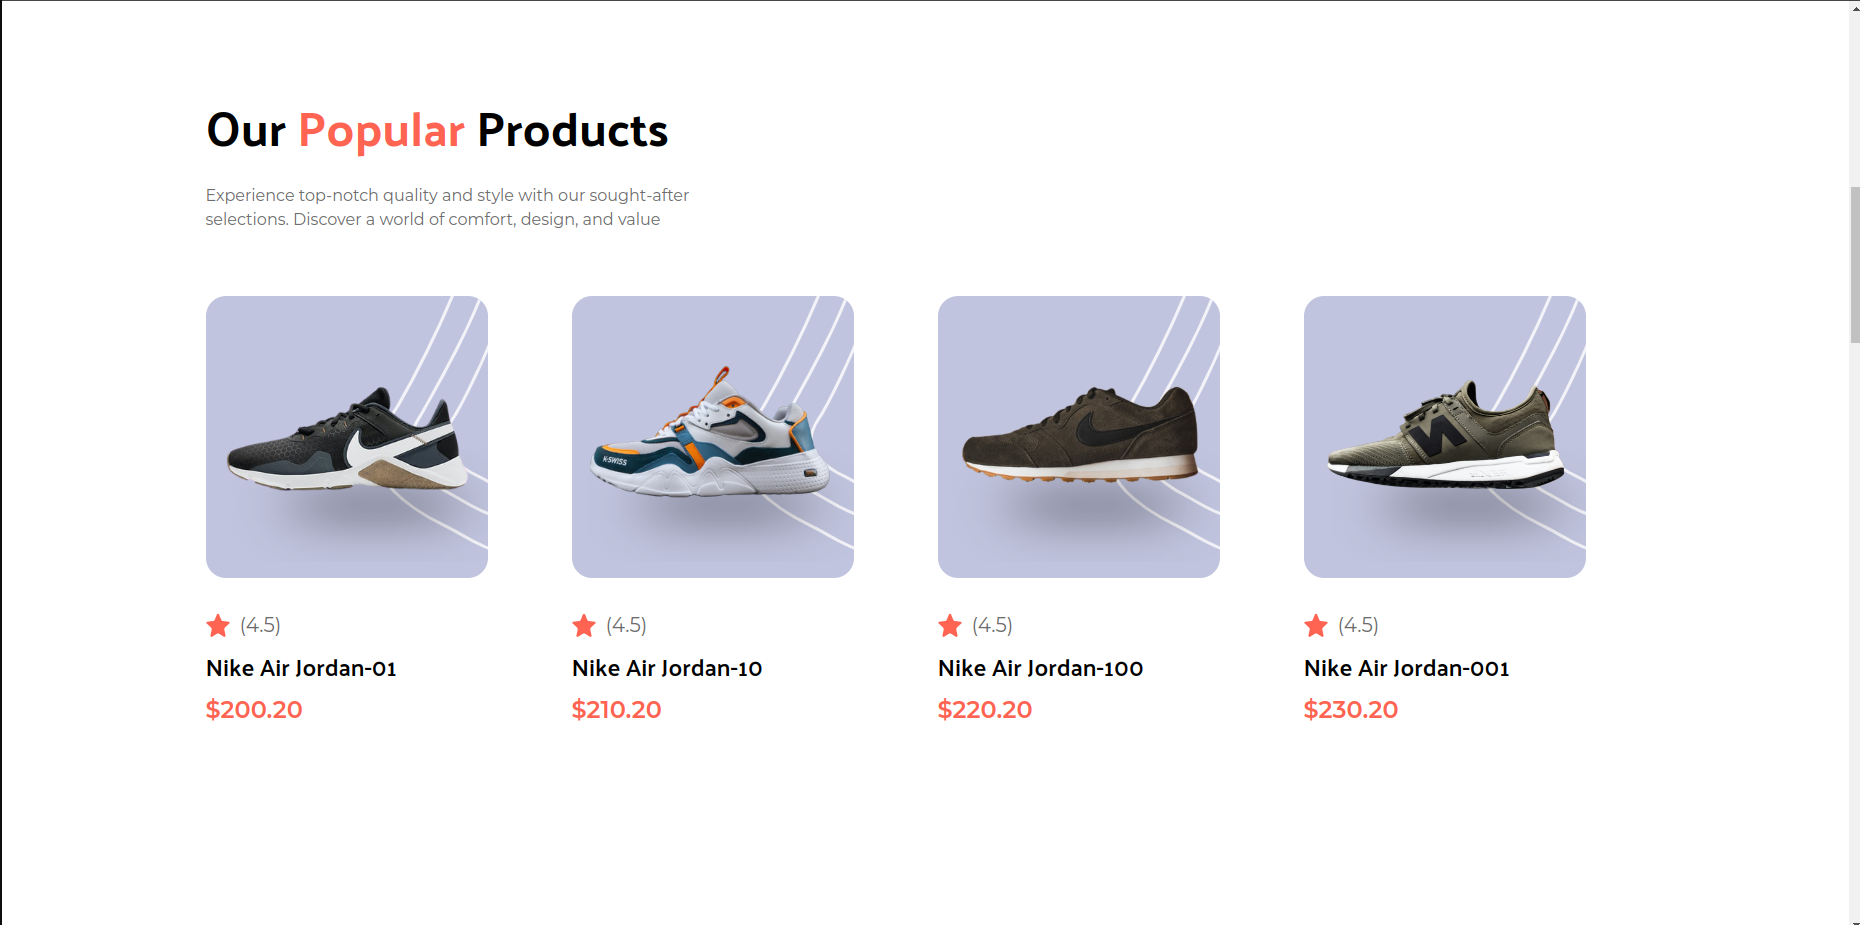 Our Popular Products
Experience top-notch quality and style with our sought-after
selections. Discover a world of comfort, design, and value
K-SWISS
(4.5)
Nike Air Jordan-01
$200.20
(4.5)
Nike Air Jordan-10
$210.20
(4.5)
Nike Air Jordan-100
$220.20
(4.5)
Nike Air Jordan-001
$230.20